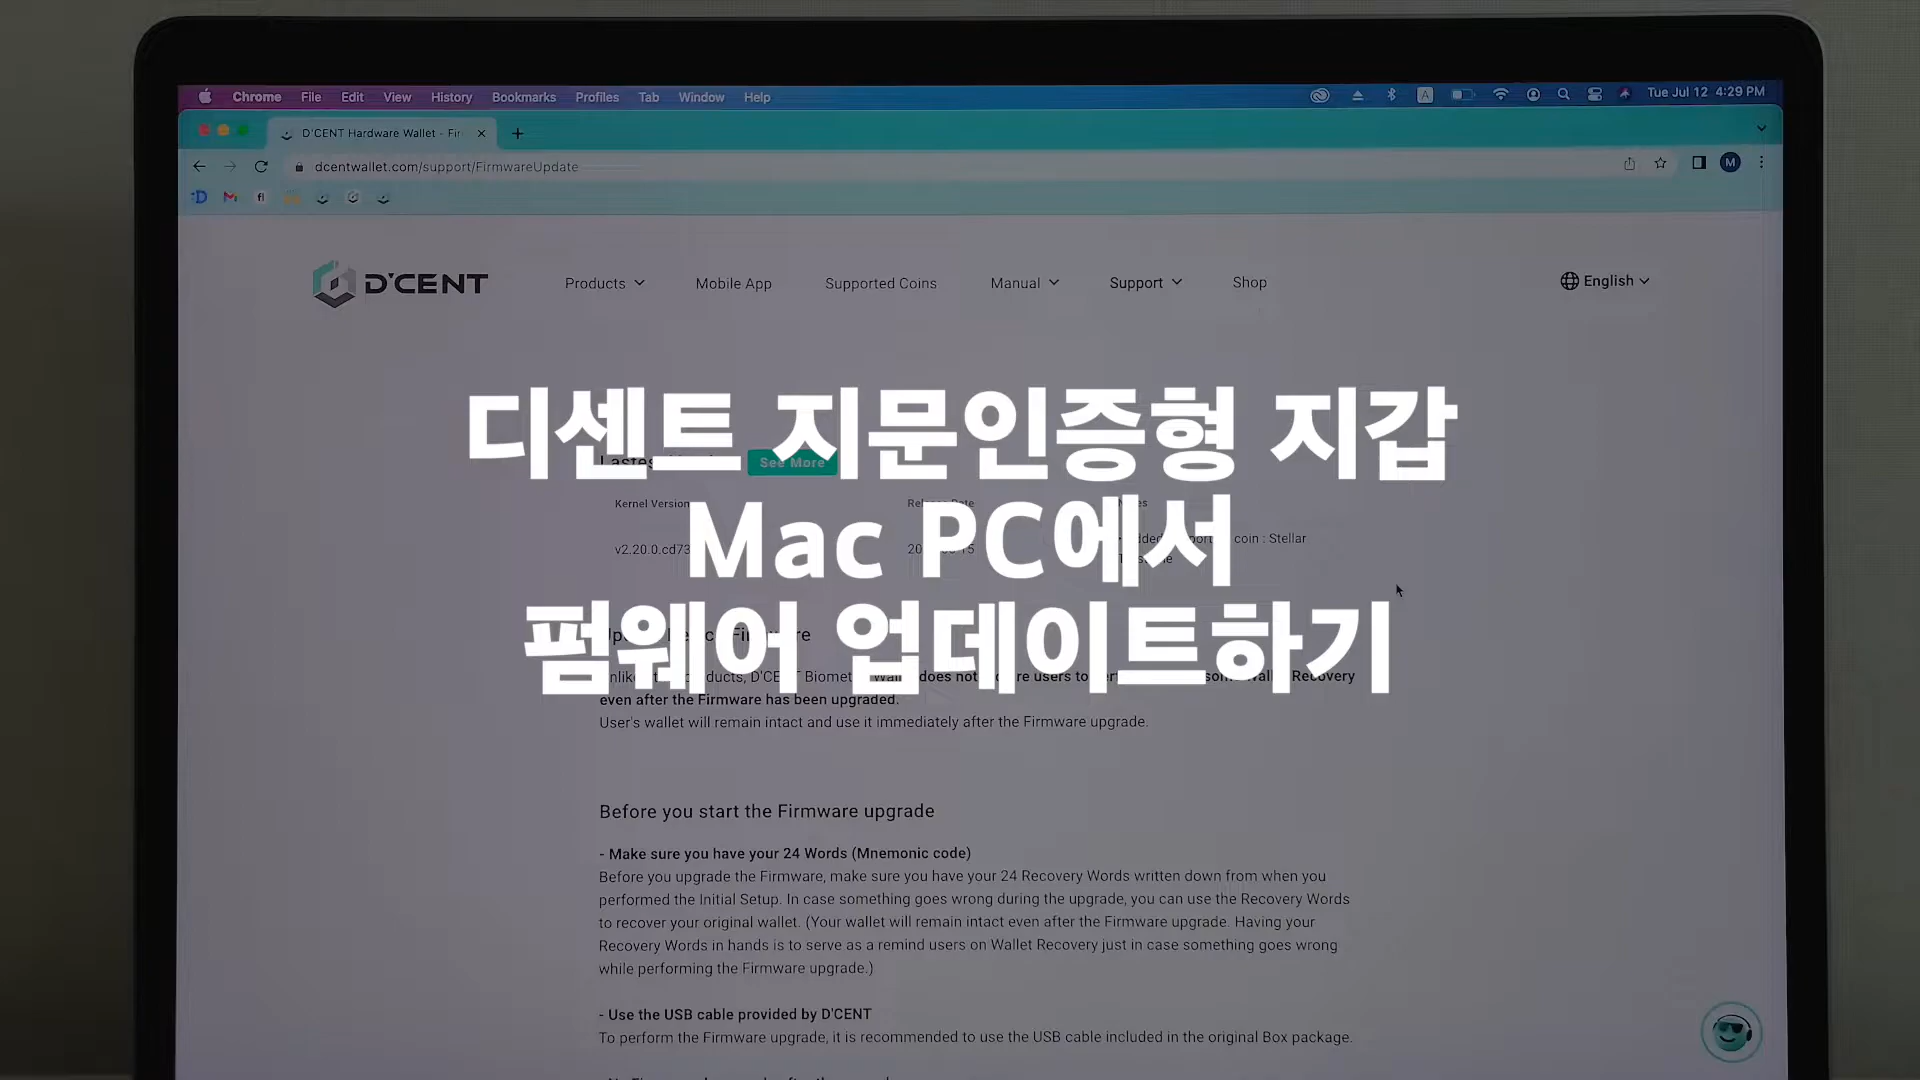 Chrome File Edit View History Bookmarks Profiles Tab Window Help
A
Tue Jul 12 4:29 PM
D'CENT Hardware Wallet - Fir
dcentwallet.com/support/FirmwareUpdate
M
D'CENT
Products Mobile App Supported Coins Manual Support Shop
English
디센트 지문인증형 지갑
See More
Kernel Version
Mac PC에서
coin : Stellar
펌웨어 업데이트하기
D'CENT does not users to Recovery
even after the Firmware has been upgraded.
User's wallet will remain intact and use it immediately after the Firmware upgrade.
Before you start the Firmware upgrade
- Make sure you have your 24 Words (Mnemonic code)
Before you upgrade the Firmware, make sure you have your 24 Recovery Words written down from when you
performed the Initial Setup. In case something goes wrong during the upgrade, you can use the Recovery Words
to recover your original wallet. (Your wallet will remain intact even after the Firmware upgrade. Having your
Recovery Words in hands is to serve as a remind users on Wallet Recovery just in case something goes wrong
while performing the Firmware upgrade.)
- Use the USB cable provided by D'CENT
To perform the Firmware upgrade, it is recommended to use the USB cable included in the original Box package.